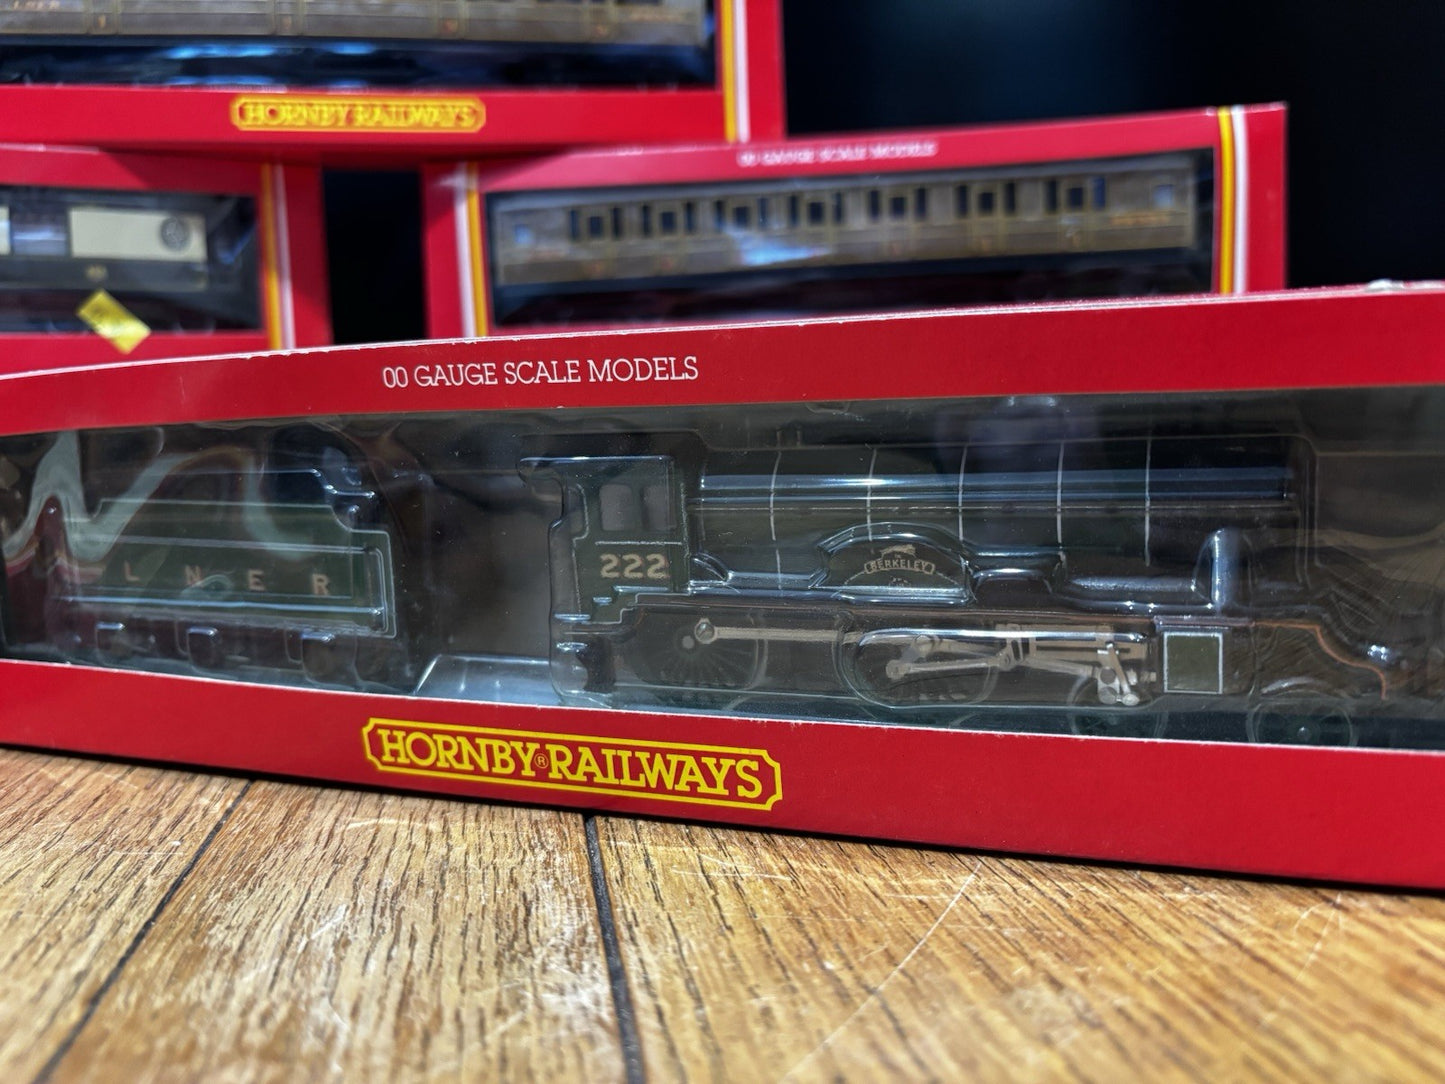 HORNBY RAILWAYS
00 GAUGE SCALE MODELS
00 GAUGE SCALE MODELS
L N E R
222
BERKELEY
HORNBY® RAILWAYS